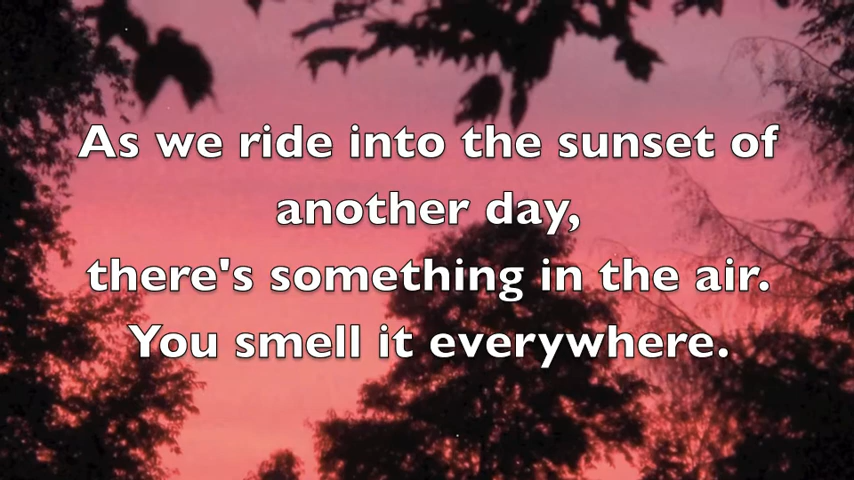 As we ride into the sunset of
another day,
there's something in the air.
You smell it everywhere.